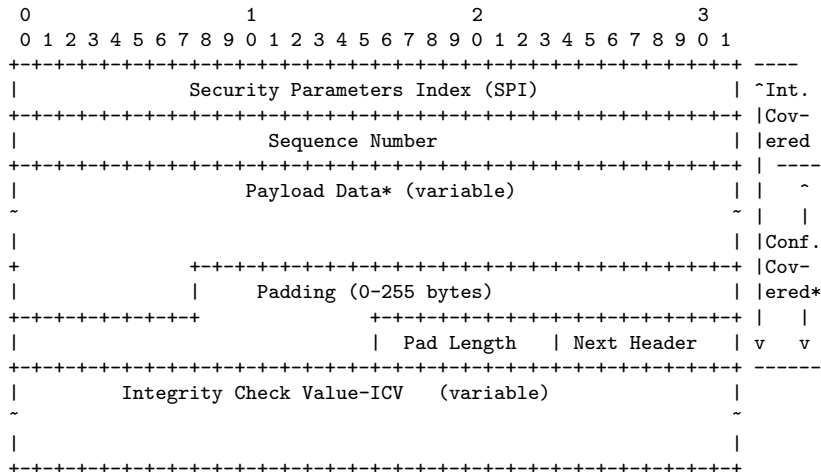 0                   1                   2                   3
 0 1 2 3 4 5 6 7 8 9 0 1 2 3 4 5 6 7 8 9 0 1 2 3 4 5 6 7 8 9 0 1
+-+-+-+-+-+-+-+-+-+-+-+-+-+-+-+-+-+-+-+-+-+-+-+-+-+-+-+-+-+-+-+-+ ----
|               Security Parameters Index (SPI)                 | ^Int.
+-+-+-+-+-+-+-+-+-+-+-+-+-+-+-+-+-+-+-+-+-+-+-+-+-+-+-+-+-+-+-+-+ |Cov-
|                      Sequence Number                          | |ered
+-+-+-+-+-+-+-+-+-+-+-+-+-+-+-+-+-+-+-+-+-+-+-+-+-+-+-+-+-+-+-+-+ | ----
|                    Payload Data* (variable)                   | |   ^
~                                                               ~ |   |
|                                                               | |Conf.
+               +-+-+-+-+-+-+-+-+-+-+-+-+-+-+-+-+-+-+-+-+-+-+-+-+ |Cov-
|               |     Padding (0-255 bytes)                     | |ered*
+-+-+-+-+-+-+-+-+               +-+-+-+-+-+-+-+-+-+-+-+-+-+-+-+-+ |   |
|                               |  Pad Length   | Next Header   | v   v
+-+-+-+-+-+-+-+-+-+-+-+-+-+-+-+-+-+-+-+-+-+-+-+-+-+-+-+-+-+-+-+-+ ------
|         Integrity Check Value-ICV   (variable)                |
~                                                               ~
|                                                               |
+-+-+-+-+-+-+-+-+-+-+-+-+-+-+-+-+-+-+-+-+-+-+-+-+-+-+-+-+-+-+-+-+